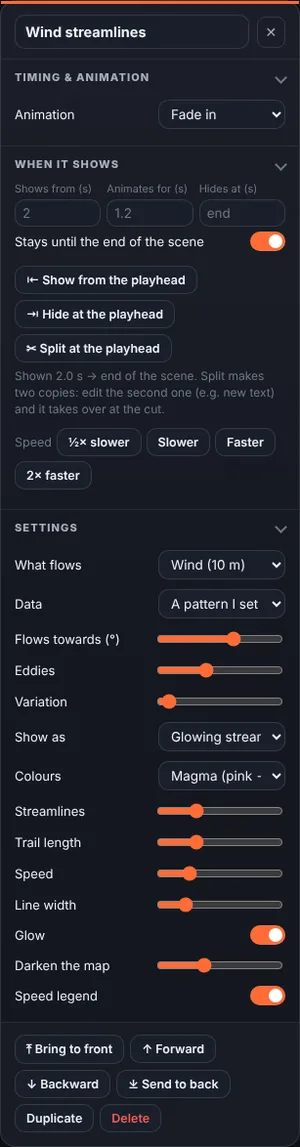 Wind streamlines ✕
TIMING & ANIMATION
Animation Fade in
WHEN IT SHOWS
Shows from (s) Animates for (s) Hides at (s)
2 1.2 end
Stays until the end of the scene
⇤ Show from the playhead
⇥ Hide at the playhead
✂ Split at the playhead
Shown 2.0 s → end of the scene. Split makes
two copies: edit the second one (e.g. new text)
and it takes over at the cut.
Speed ½× slower Slower Faster
2× faster
SETTINGS
What flows Wind (10 m)
Data A pattern I set
Flows towards (°)
Eddies
Variation
Show as Glowing strear
Colours Magma (pink -
Streamlines
Trail length
Speed
Line width
Glow
Darken the map
Speed legend
⤒ Bring to front ↑ Forward
↓ Backward ⤓ Send to back
Duplicate Delete